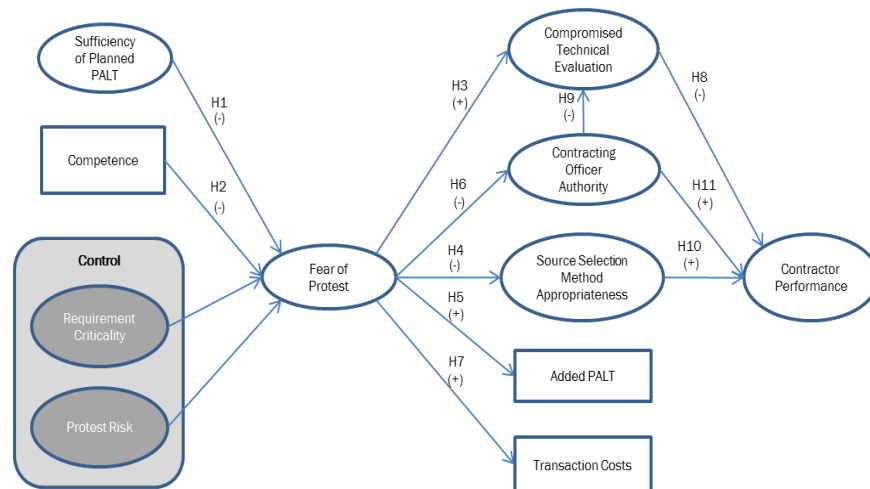 Sufficiency
of Planned
PALT
H1
(-)
Competence
H2
(-)
Control
Requirement
Criticality
Protest Risk
Fear of
Protest
H3
(+)
H6
(-)
H4
(-)
H5
(+)
H7
(+)
Compromised
Technical
Evaluation
H9
(-)
Contracting
Officer
Authority
Source Selection
Method
Appropriateness
Added PALT
Transaction Costs
H8
(-)
H11
(+)
H10
(+)
Contractor
Performance